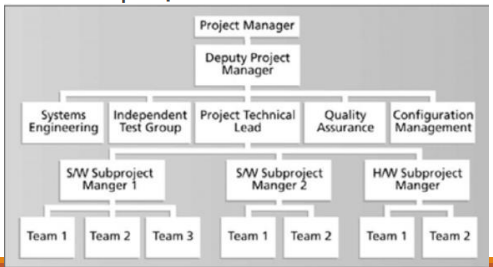 Project Manager
Deputy Project
Manager
Systems
Engineering
Independent
Test Group
Project Technical
Lead
Quality
Assurance
Configuration
Management
S/W Subproject
Manger 1
S/W Subproject
Manger 2
H/W Subproject
Manger
Team 1
Team 2
Team 3
Team 1
Team 2
Team 1
Team 2